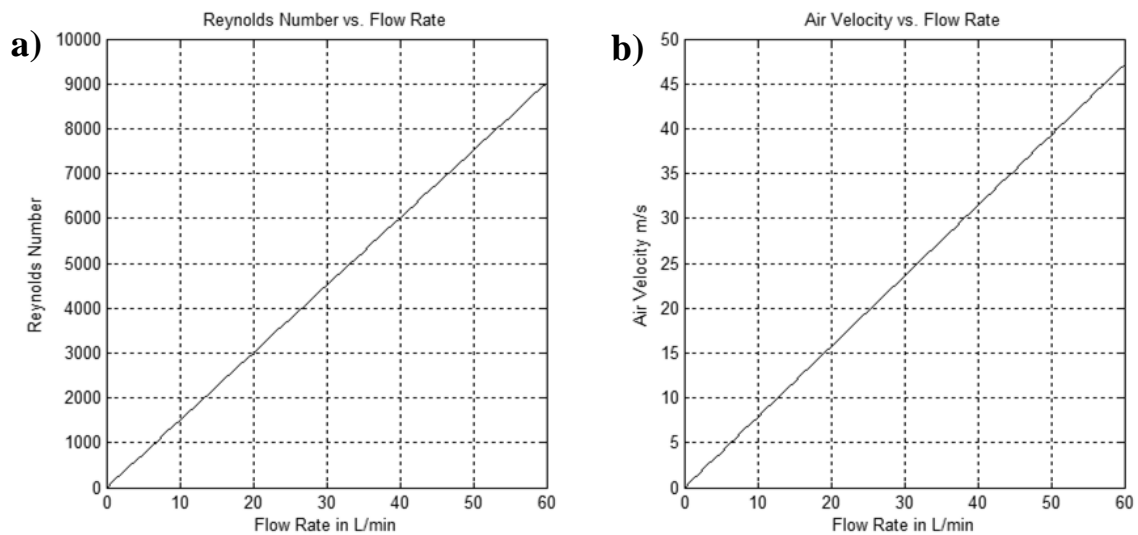 a)
Reynolds Number vs. Flow Rate
10000
9000
8000
7000
6000
5000
4000
3000
2000
1000
0
Reynolds Number
0 10 20 30 40 50 60
Flow Rate in L/min
b)
Air Velocity vs. Flow Rate
50
45
40
35
30
25
20
15
10
5
0
Air Velocity m/s
0 10 20 30 40 50 60
Flow Rate in L/min